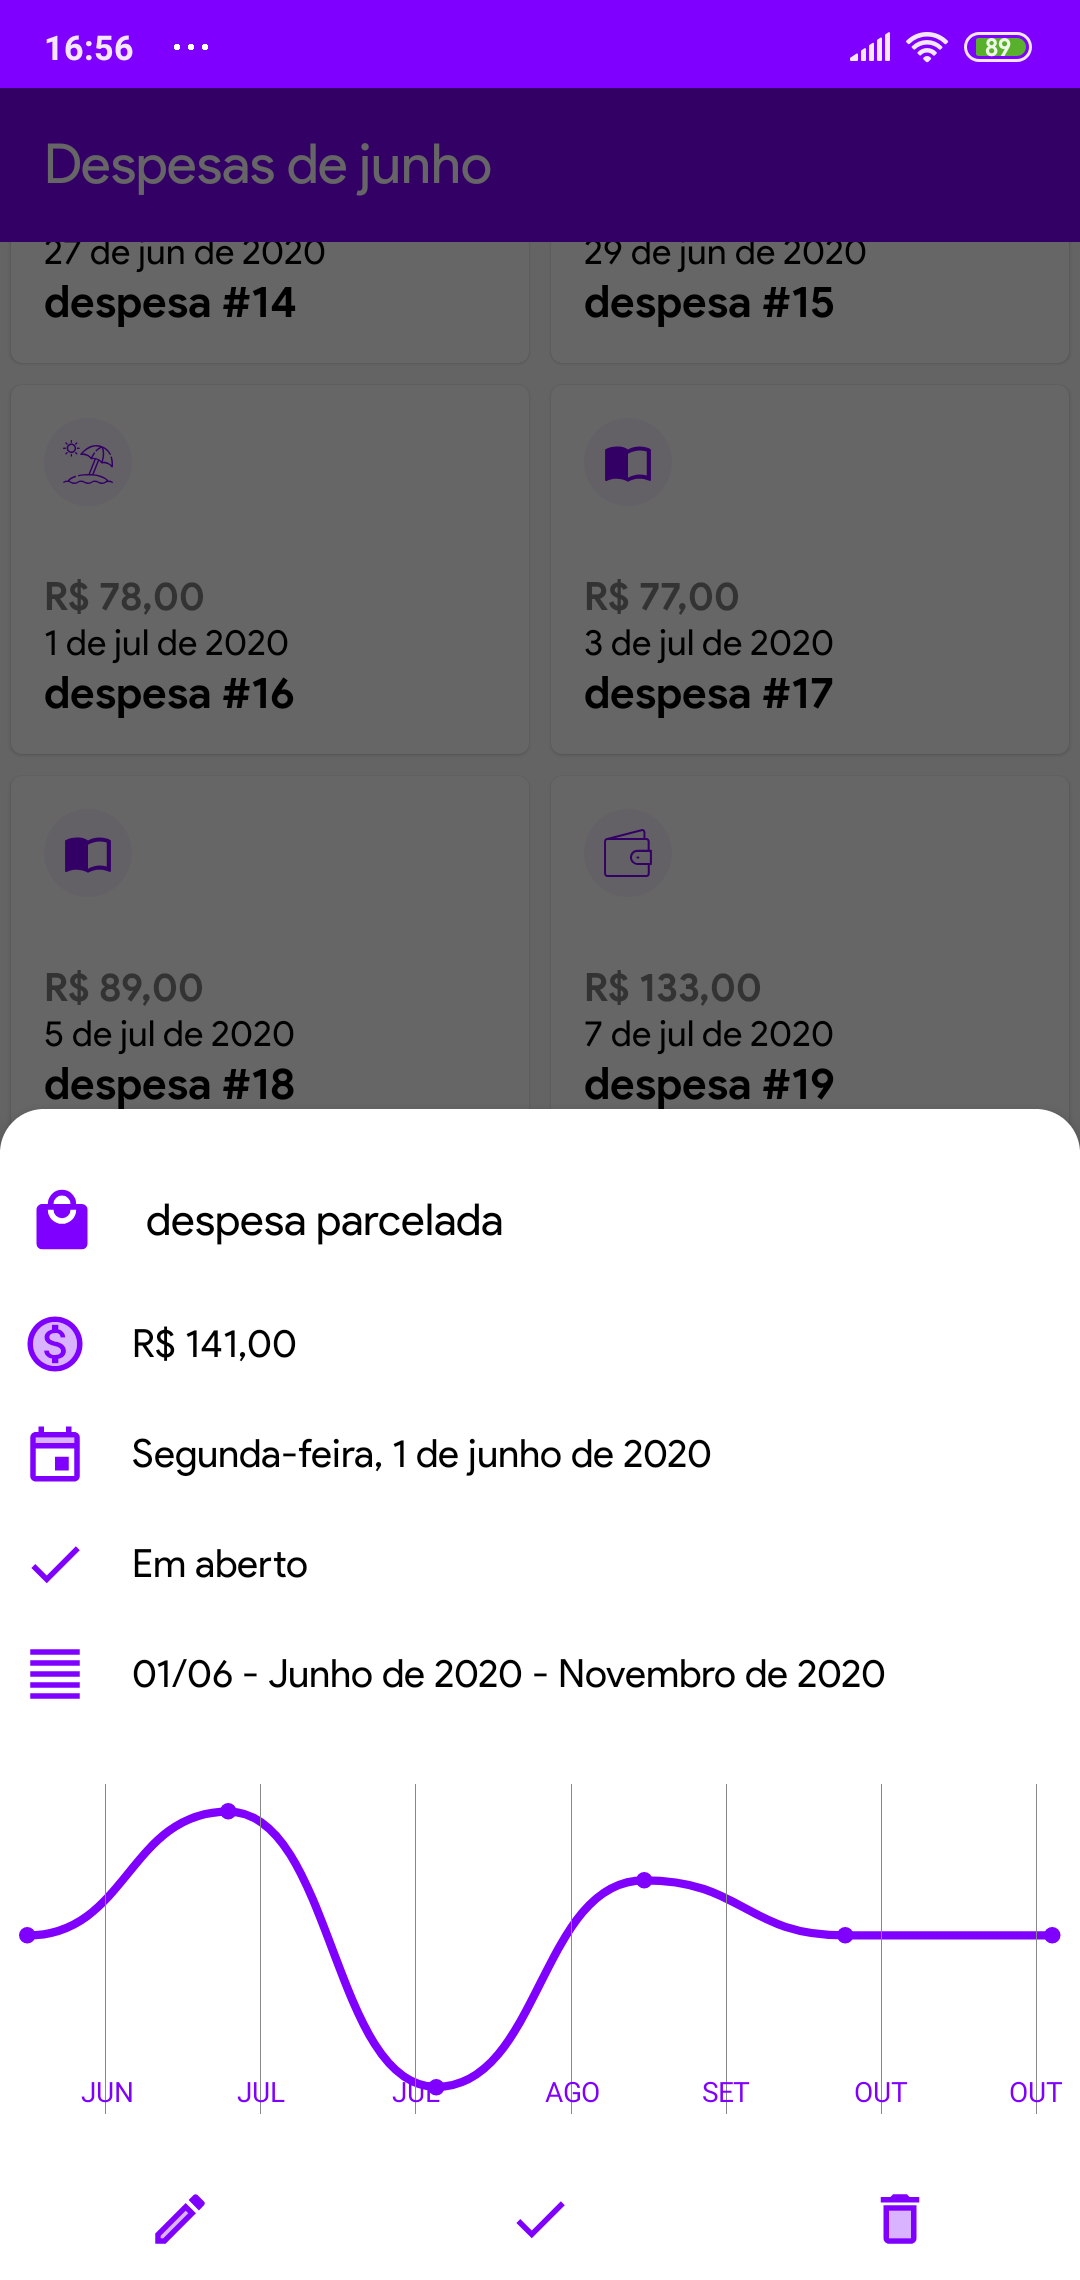 16:56 ...
89
Despesas de junho
27 de jun de 2020
29 de jun de 2020
despesa #14
despesa #15
R$ 78,00
1 de jul de 2020
despesa #16
R$ 77,00
3 de jul de 2020
despesa #17
R$ 89,00
5 de jul de 2020
despesa #18
R$ 133,00
7 de jul de 2020
despesa #19
despesa parcelada
R$ 141,00
Segunda-feira, 1 de junho de 2020
Em aberto
01/06 - Junho de 2020 - Novembro de 2020
JUN JUL JUL AGO SET OUT OUT